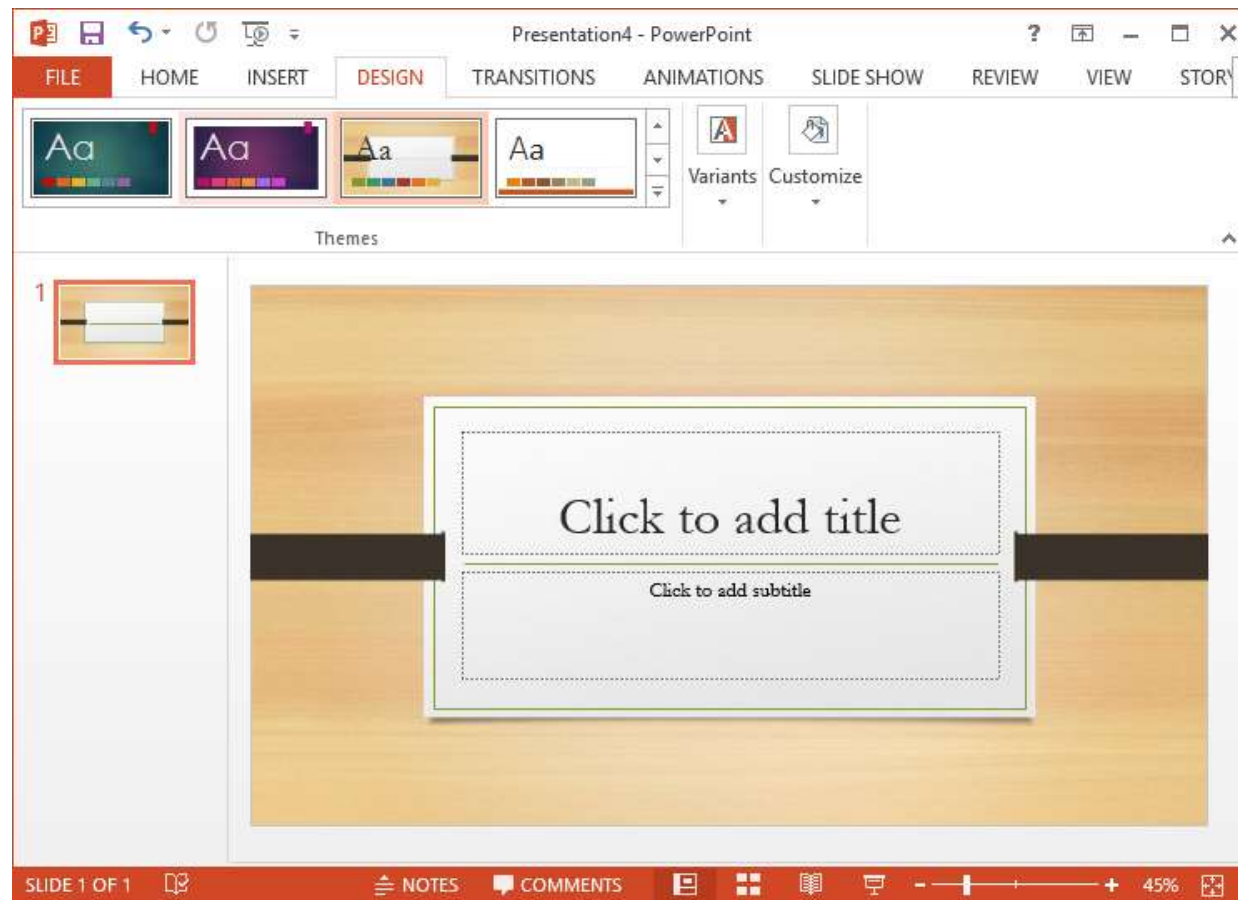 Presentation4 - PowerPoint
FILE HOME INSERT DESIGN TRANSITIONS ANIMATIONS SLIDE SHOW REVIEW VIEW STORY
Aa Aa Aa Aa
Variants Customize
Themes
1
Click to add title
Click to add subtitle
SLIDE 1 OF 1 NOTES COMMENTS 45%